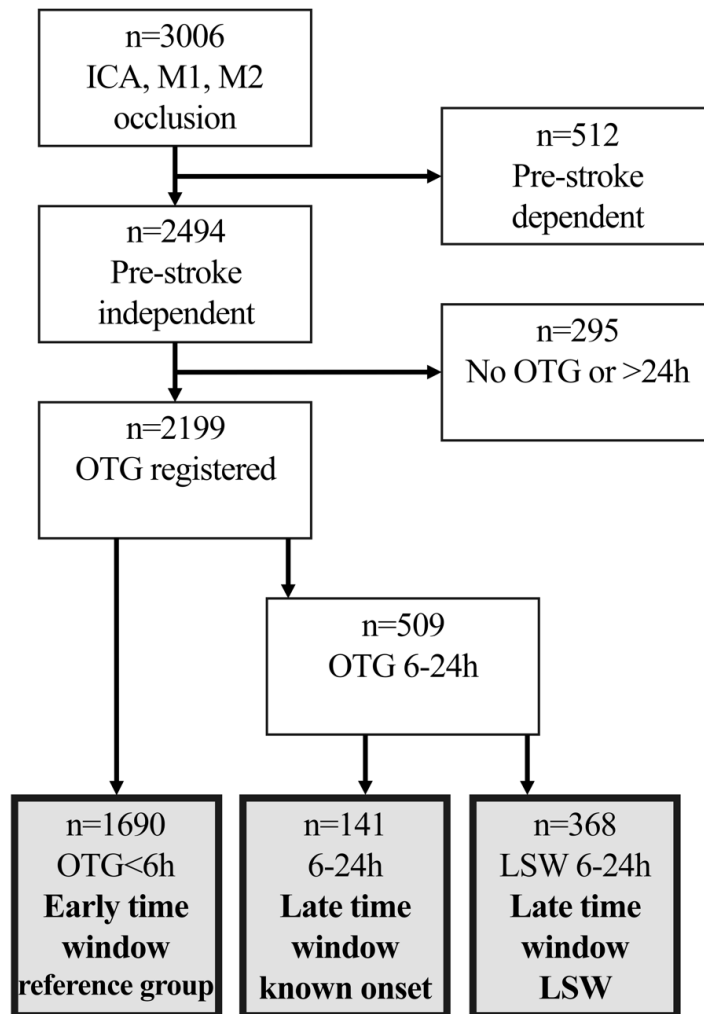 n=3006
ICA, M1, M2
occlusion
n=512
Pre-stroke
dependent
n=2494
Pre-stroke
independent
n=295
No OTG or >24h
n=2199
OTG registered
n=509
OTG 6-24h
n=1690
OTG<6h
Early time
window
reference group
n=141
6-24h
Late time
window
known onset
n=368
LSW 6-24h
Late time
window
LSW